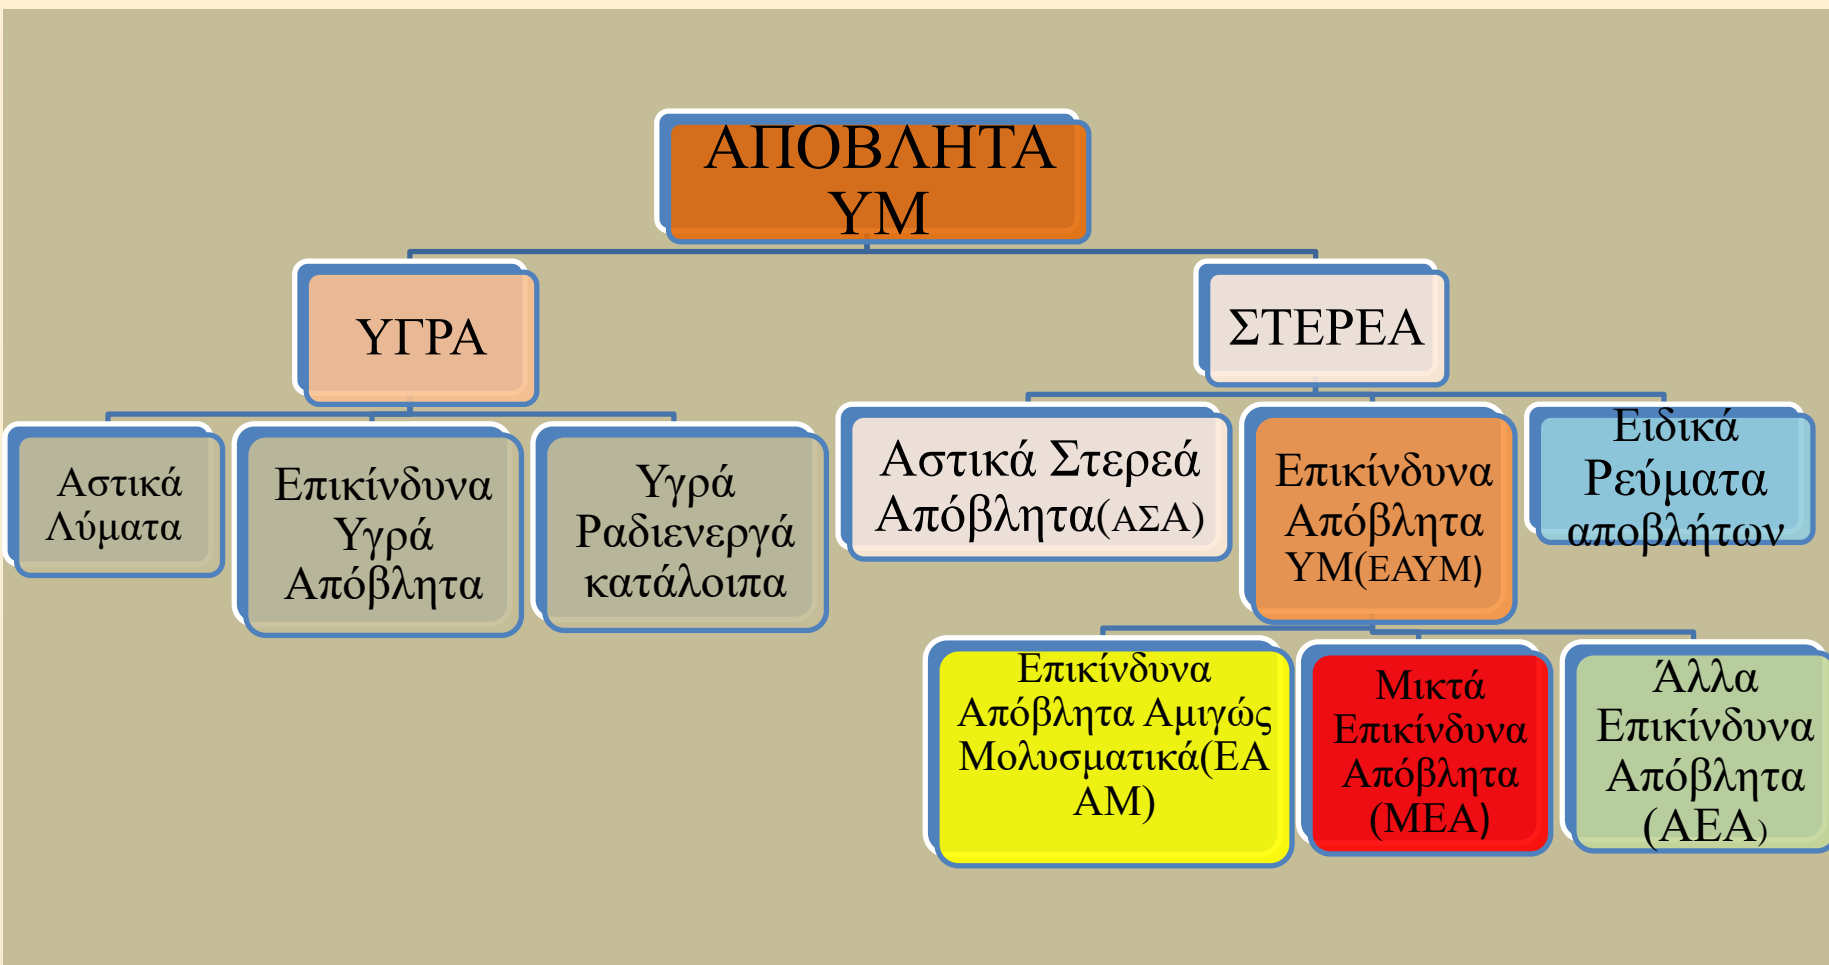 ΑΠΟΒΛΗΤΑ
ΥΜ
ΥΓΡΑ
ΣΤΕΡΕΑ
Αστικά
Λύματα
Επικίνδυνα
Υγρά
Απόβλητα
Υγρά
Ραδιενεργά
κατάλοιπα
Αστικά Στερεά
Απόβλητα(ΑΣΑ)
Επικίνδυνα
Απόβλητα
ΥΜ(ΕΑΥΜ)
Ειδικά
Ρεύματα
αποβλήτων
Επικίνδυνα
Απόβλητα Αμιγώς
Μολυσματικά(ΕΑ
ΑΜ)
Μικτά
Επικίνδυνα
Απόβλητα
(ΜΕΑ)
Άλλα
Επικίνδυνα
Απόβλητα
(ΑΕΑ)